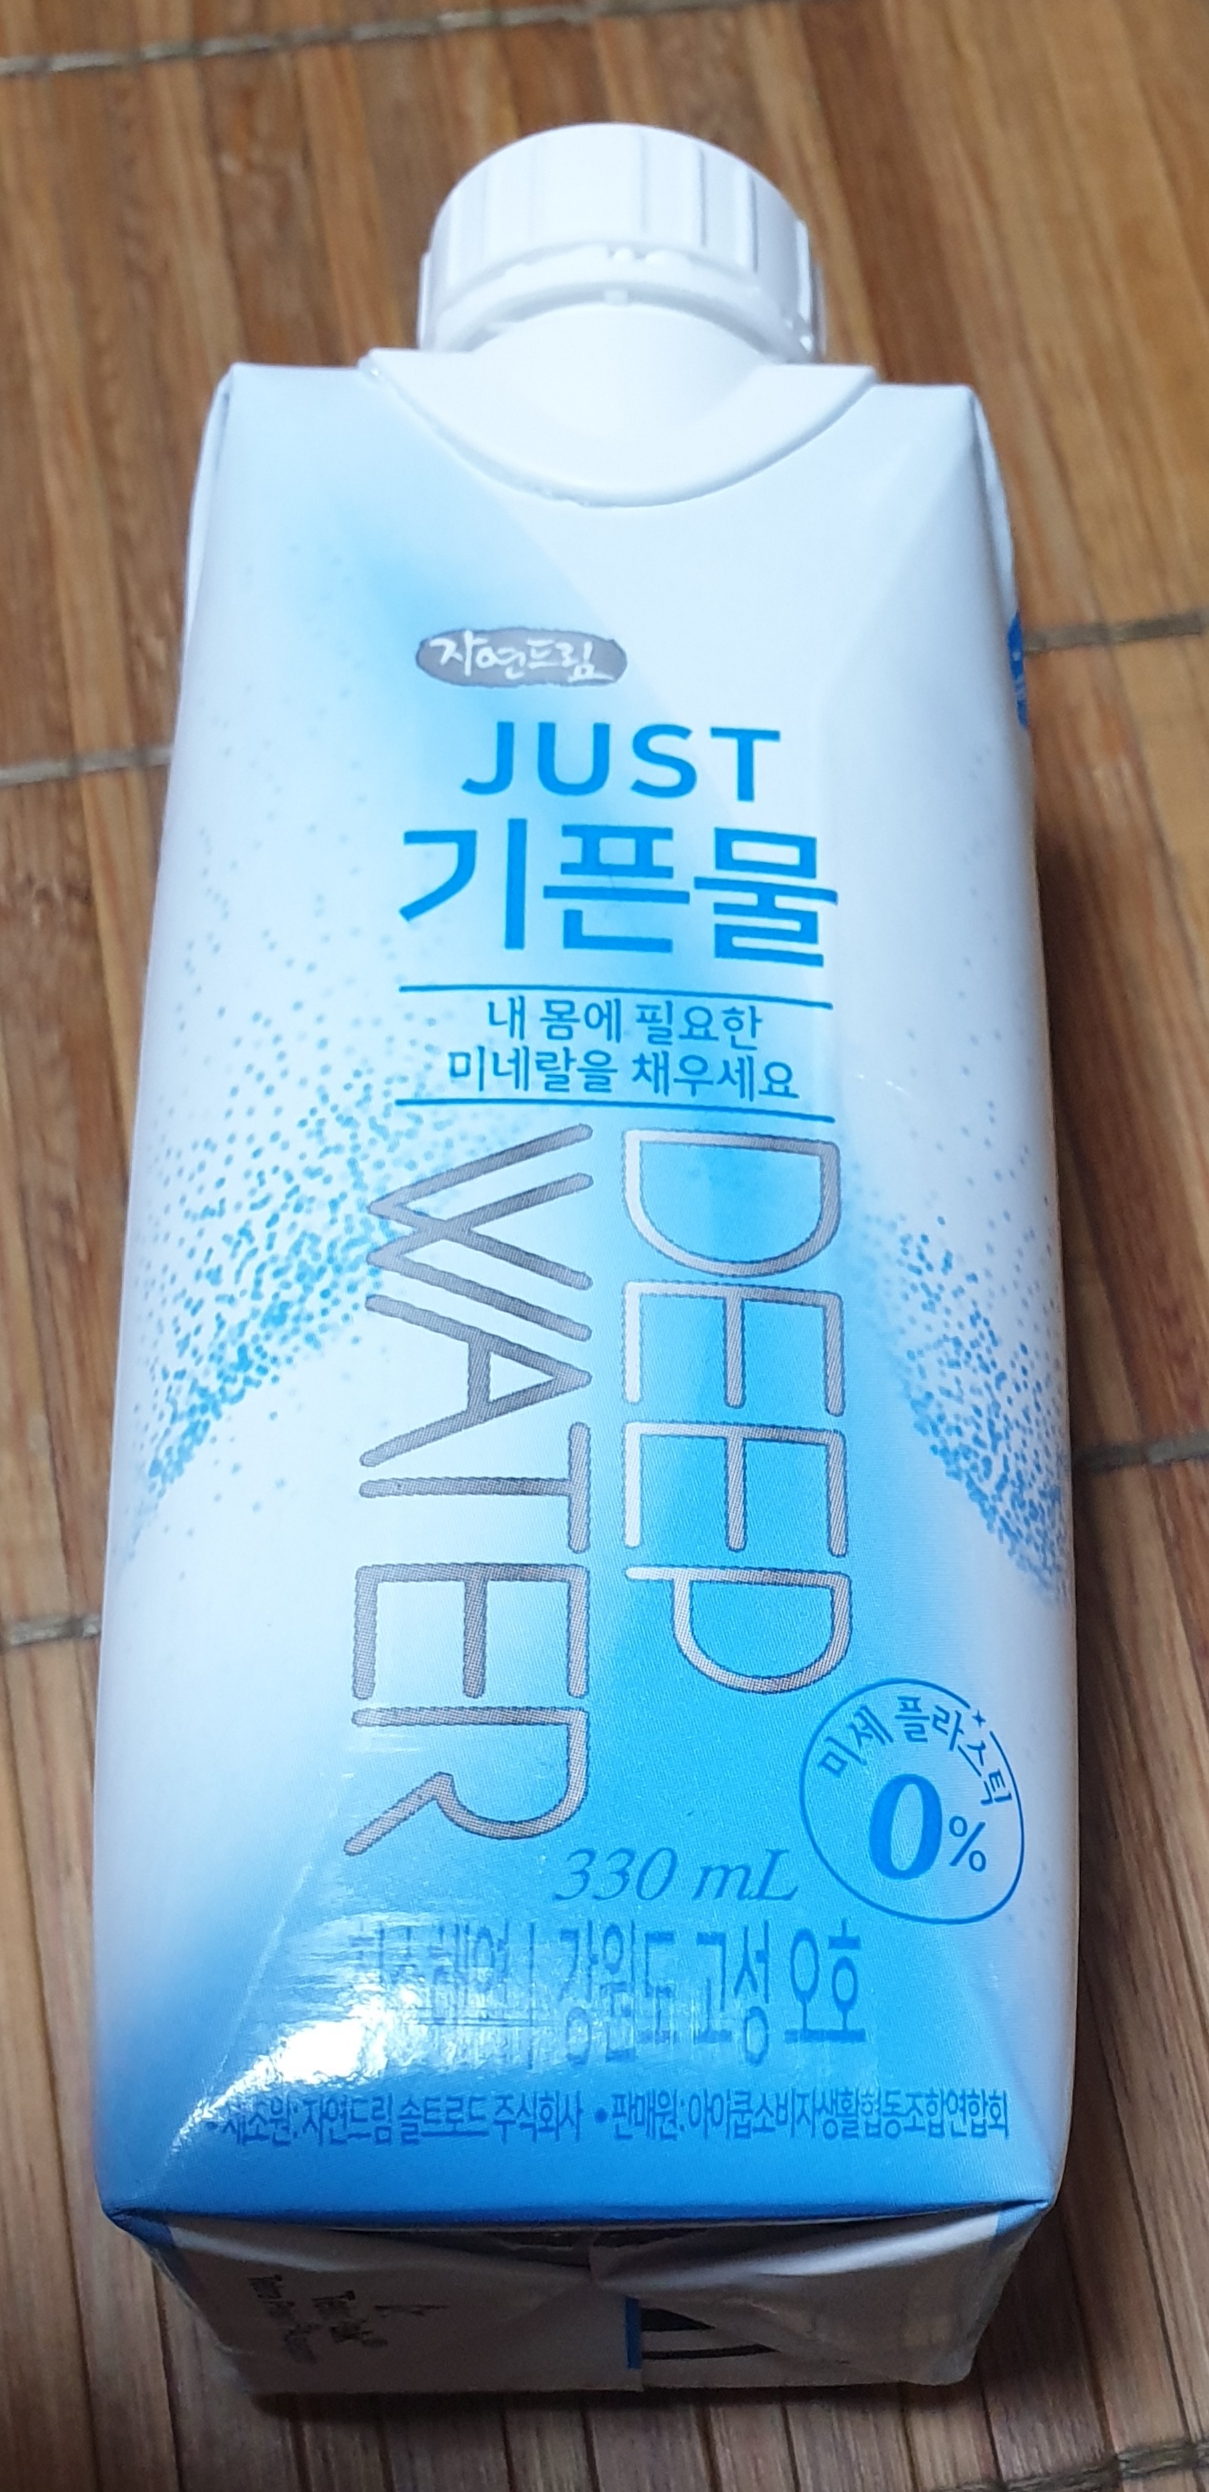 자연드림
JUST
기픈물
내 몸에 필요한
미네랄을 채우세요
DEEP
WATER
미세 플라스틱
0%
330 mL
강원도 고성 오호
제조원: 자연드림 솔트로드 주식회사 • 판매원: 아이쿱소비자생활협동조합연합회